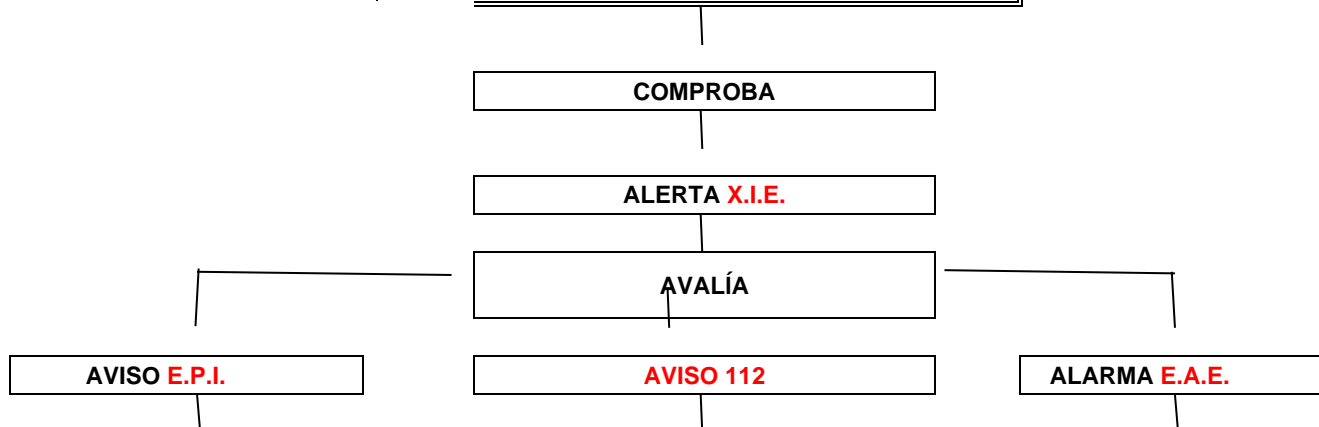 COMPROBA
ALERTA X.I.E.
AVALÍA
AVISO E.P.I.
AVISO 112
ALARMA E.A.E.